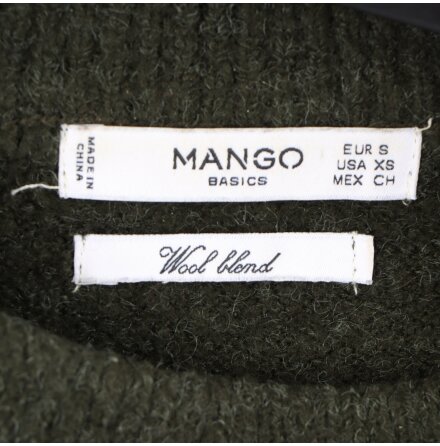 MADE IN
CHINA
MANGO
BASICS
EUR S
USA XS
MEX CH
Wool blend